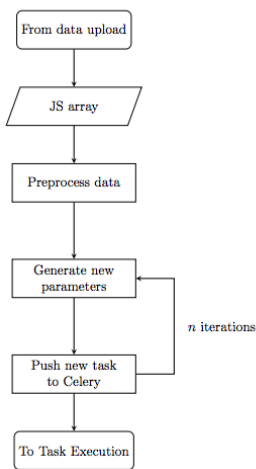 From data upload
JS array
Preprocess data
Generate new
parameters
n iterations
Push new task
to Celery
To Task Execution